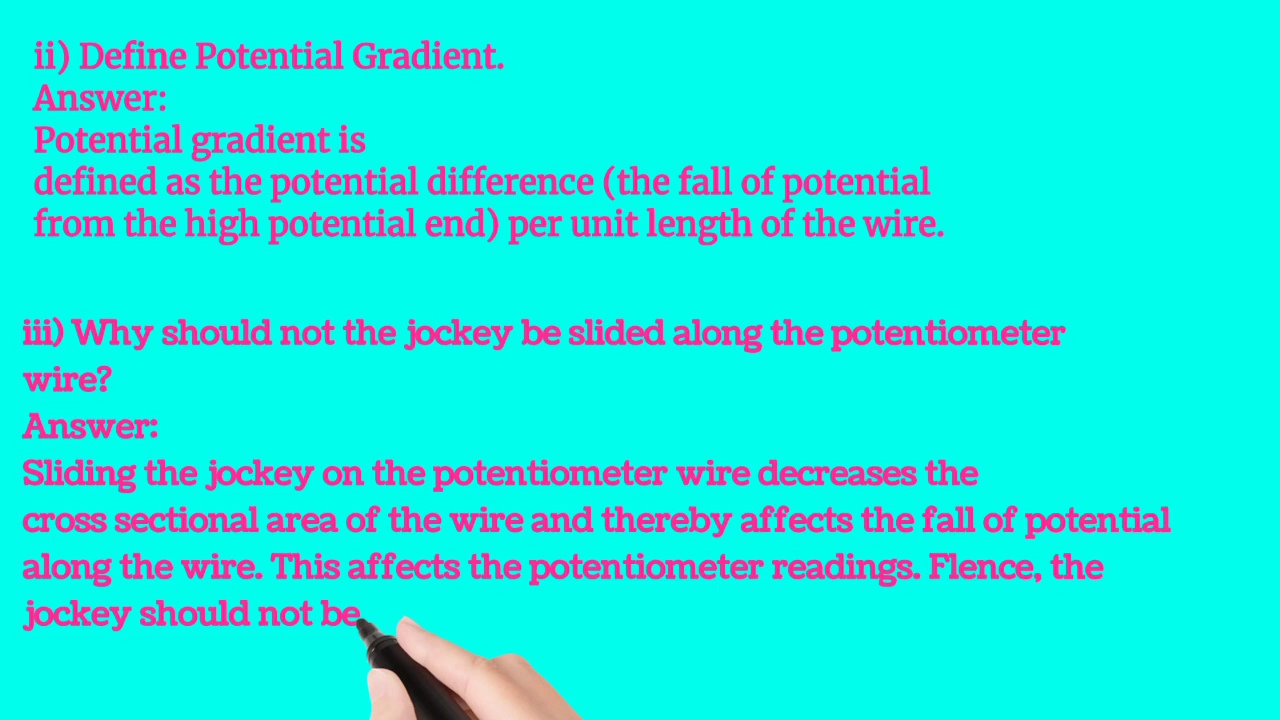 ii) Define Potential Gradient.
Answer:
Potential gradient is
defined as the potential difference (the fall of potential
from the high potential end) per unit length of the wire.
iii) Why should not the jockey be slided along the potentiometer
wire?
Answer:
Sliding the jockey on the potentiometer wire decreases the
cross sectional area of the wire and thereby affects the fall of potential
along the wire. This affects the potentiometer readings. Flence, the
jockey should not be